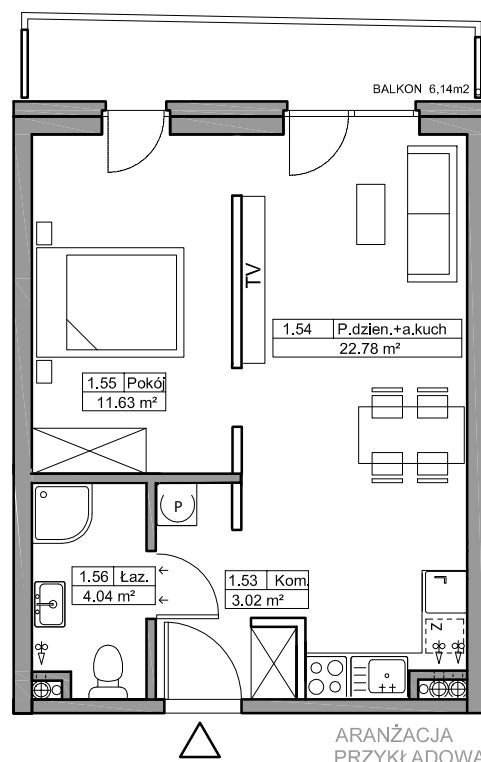 BALKON 6,14m2
TV
1.54 P.dzien.+a.kuch
22.78 m²
1.55 Pokój
11.63 m²
P
1.56 Łaz.
4.04 m²
1.53 Kom.
3.02 m²
Z
ARANŻACJA
PRZYKŁADOWA